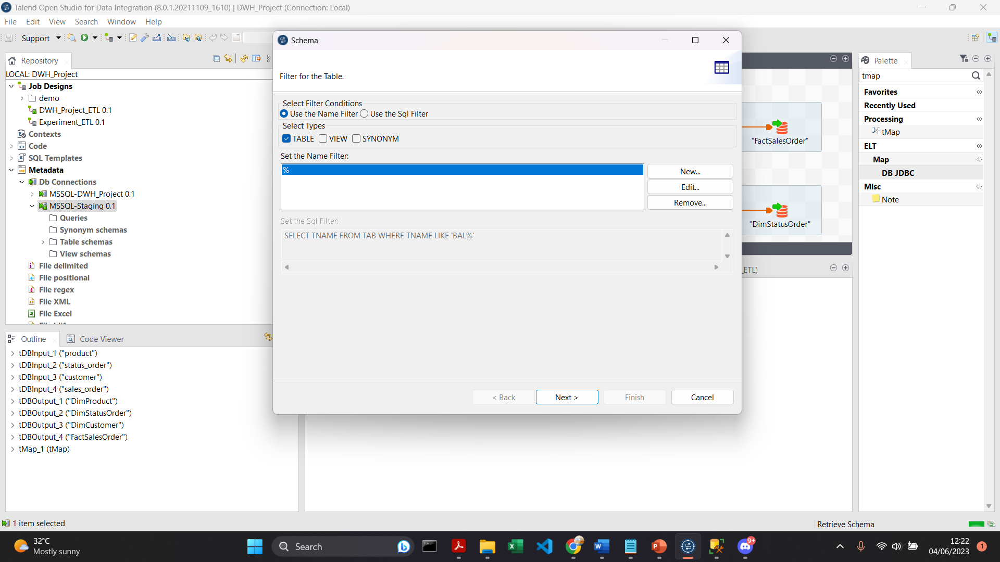 Talend Open Studio for Data Integration (8.0.1.20211109_1610) | DWH_Project (Connection: Local)
File Edit View Search Window Help
Support
Repository
LOCAL: DWH_Project
Job Designs
demo
DWH_Project_ETL 0.1
Experiment_ETL 0.1
Contexts
Code
SQL Templates
Metadata
Db Connections
MSSQL-DWH_Project 0.1
MSSQL-Staging 0.1
Queries
Synonym schemas
Table schemas
View schemas
File delimited
File positional
File regex
File XML
File Excel
Outline
Code Viewer
tDBInput_1 ("product")
tDBInput_2 ("status_order")
tDBInput_3 ("customer")
tDBInput_4 ("sales_order")
tDBOutput_1 ("DimProduct")
tDBOutput_2 ("DimStatusOrder")
tDBOutput_3 ("DimCustomer")
tDBOutput_4 ("FactSalesOrder")
tMap_1 (tMap)
Schema
Filter for the Table.
Select Filter Conditions
Use the Name Filter Use the Sql Filter
Select Types
TABLE VIEW SYNONYM
Set the Name Filter:
%
New...
Edit...
Remove...
Set the Sql Filter:
SELECT TNAME FROM TAB WHERE TNAME LIKE 'BAL%'
< Back Next > Finish Cancel
"FactSalesOrder"
"DimStatusOrder"
_ETL)
Palette
tmap
Favorites
Recently Used
Processing
tMap
ELT
Map
DB JDBC
Misc
Note
1 item selected
Retrieve Schema
32°C
Mostly sunny
Search
9+
12:22
04/06/2023
1